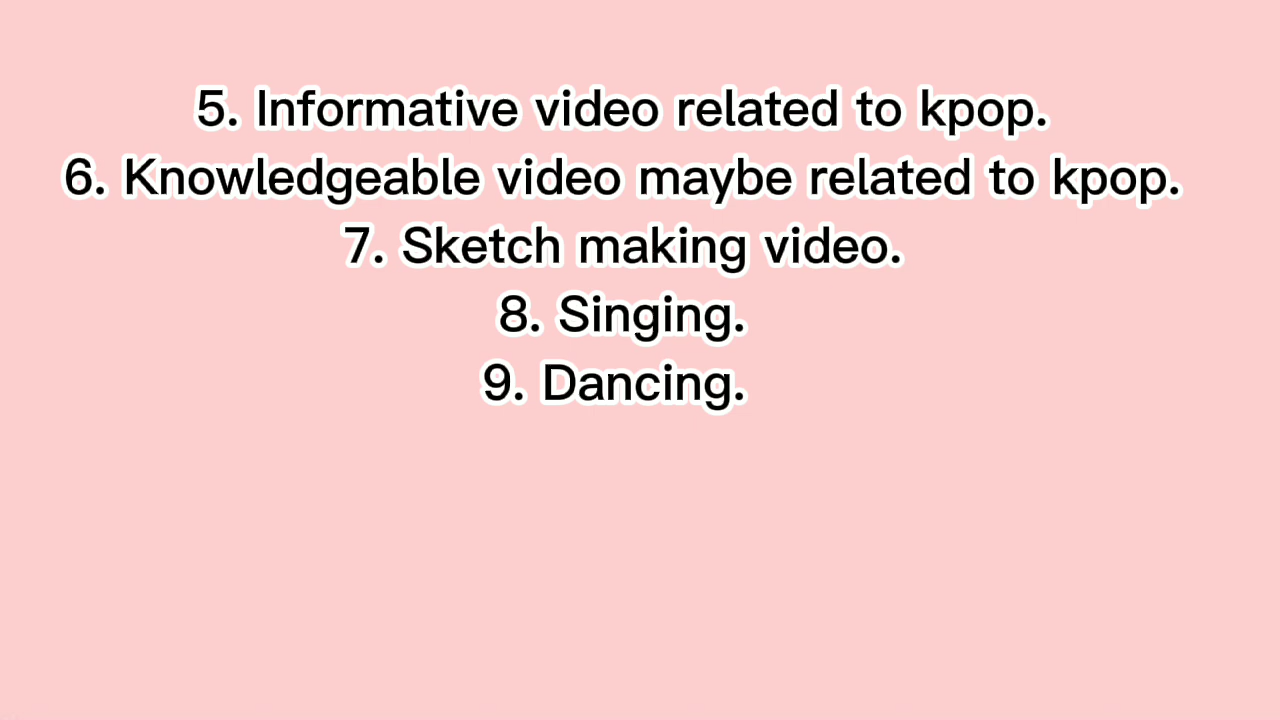 5. Informative video related to kpop.
6. Knowledgeable video maybe related to kpop.
7. Sketch making video.
8. Singing.
9. Dancing.